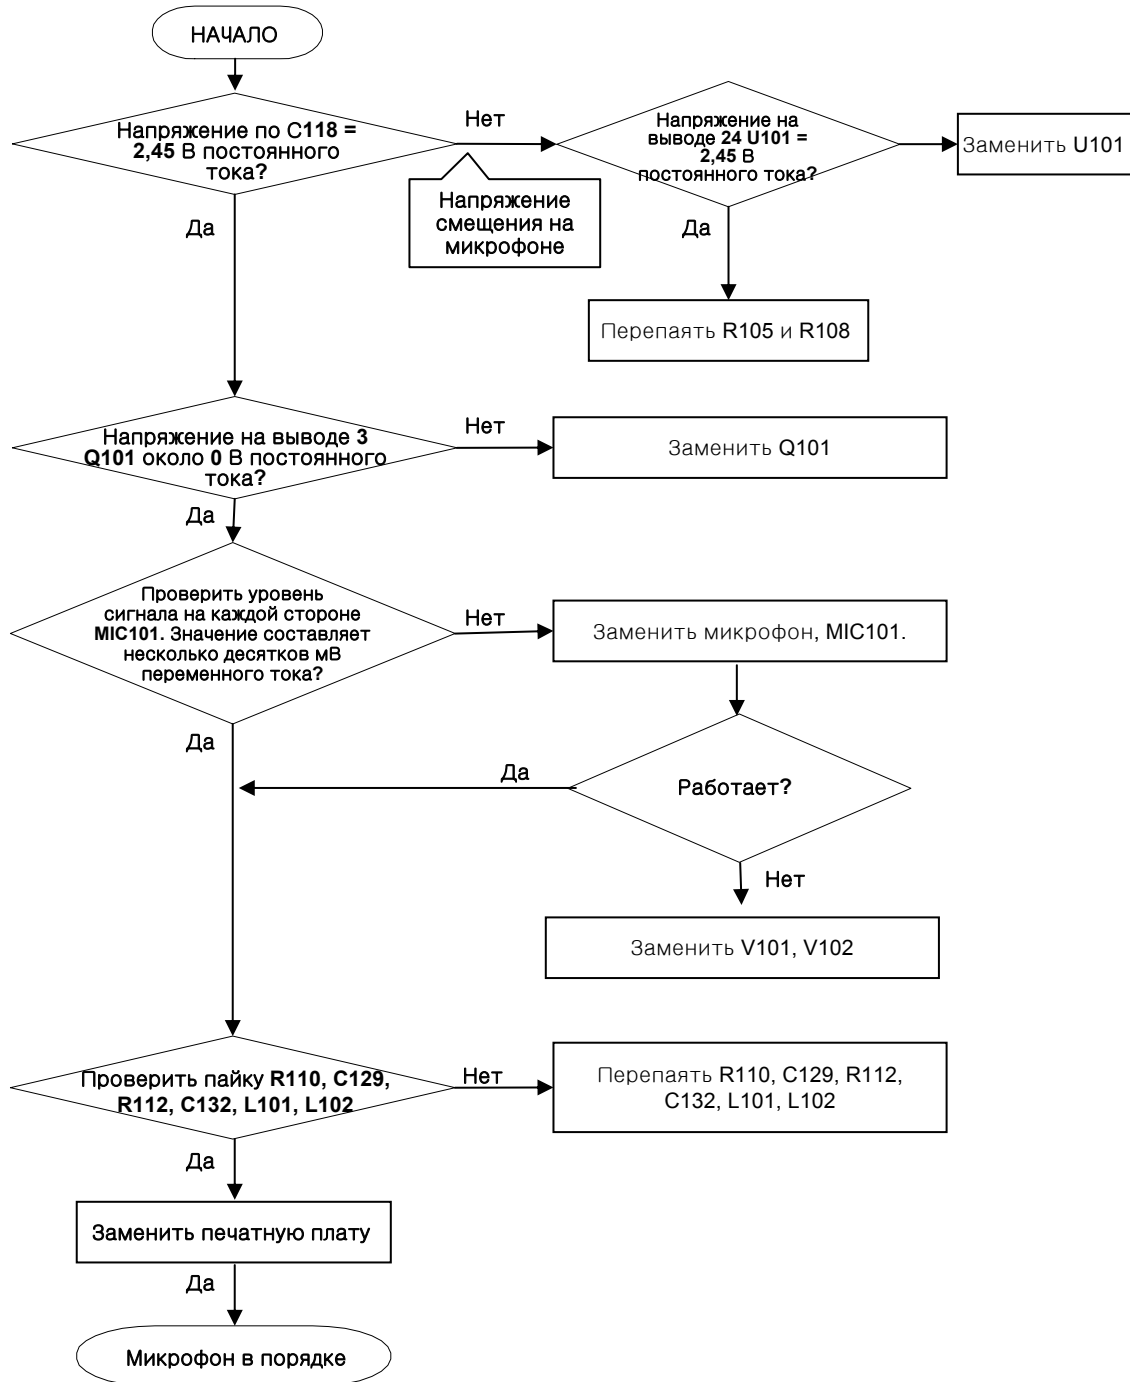 НАЧАЛО
Напряжение по C118 =
2,45 В постоянного
тока?
Нет
Напряжение на
выводе 24 U101 =
2,45 В
постоянного тока?
Заменить U101
Напряжение
смещения на
микрофоне
Да
Да
Перепаять R105 и R108
Напряжение на выводе 3
Q101 около 0 В постоянного
тока?
Нет
Заменить Q101
Да
Проверить уровень
сигнала на каждой стороне
MIC101. Значение составляет
несколько десятков мВ
переменного тока?
Нет
Заменить микрофон, MIC101.
Да
Да
Работает?
Нет
Заменить V101, V102
Проверить пайку R110, C129,
R112, C132, L101, L102
Нет
Перепаять R110, C129, R112,
C132, L101, L102
Да
Заменить печатную плату
Да
Микрофон в порядке